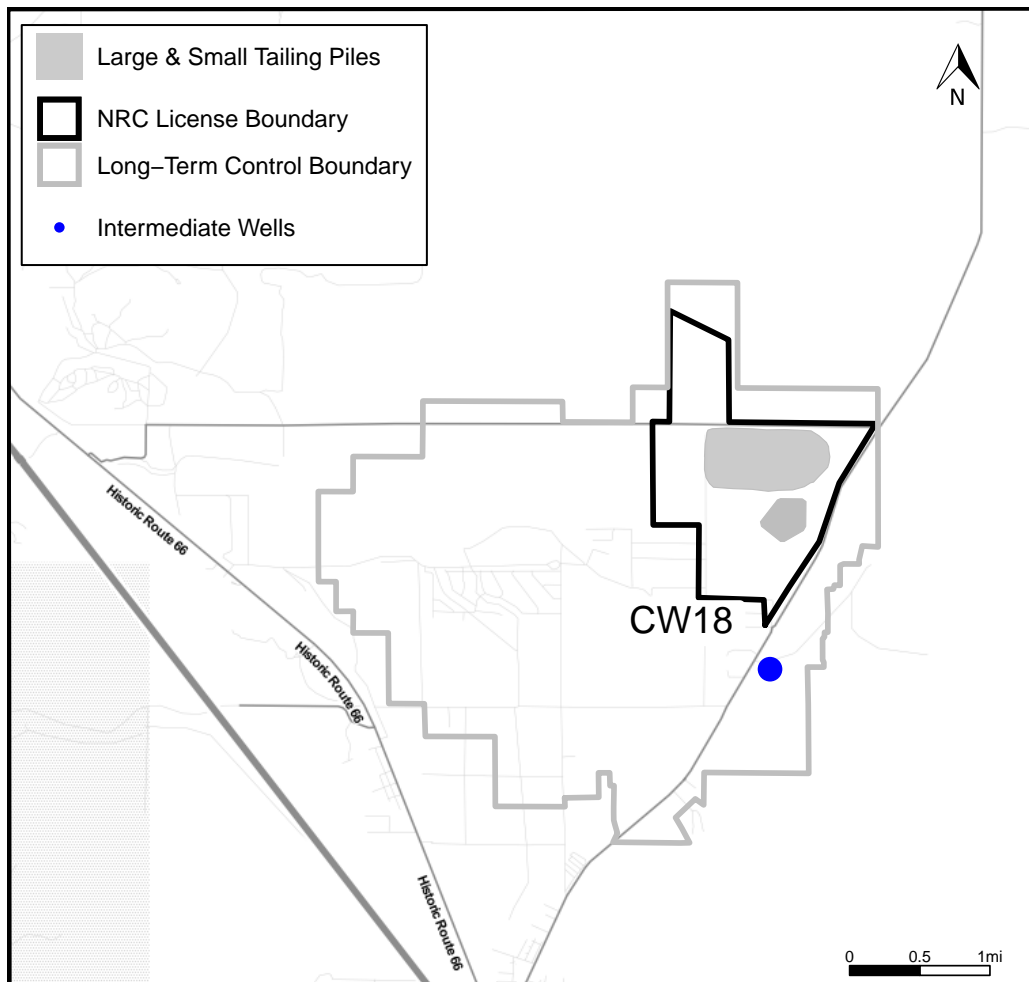 Large & Small Tailing Piles
NRC License Boundary
Long−Term Control Boundary
Intermediate Wells
N
Historic Route 66
Historic Route 66
CW18
Historic Route 66
0 0.5 1mi